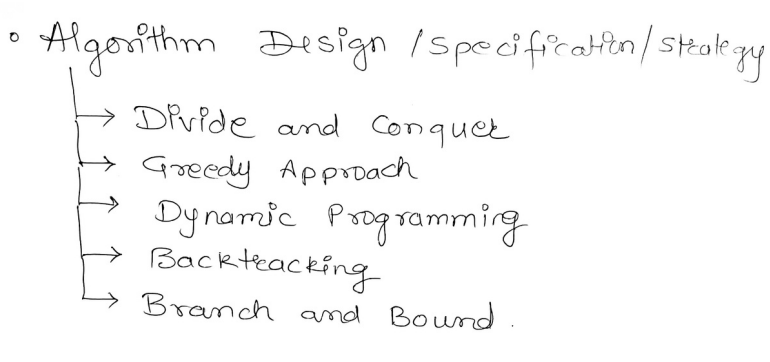 Algorithm Design / specification / strategy
Divide and Conquer
Greedy Approach
Dynamic Programming
Backtracking
Branch and Bound.